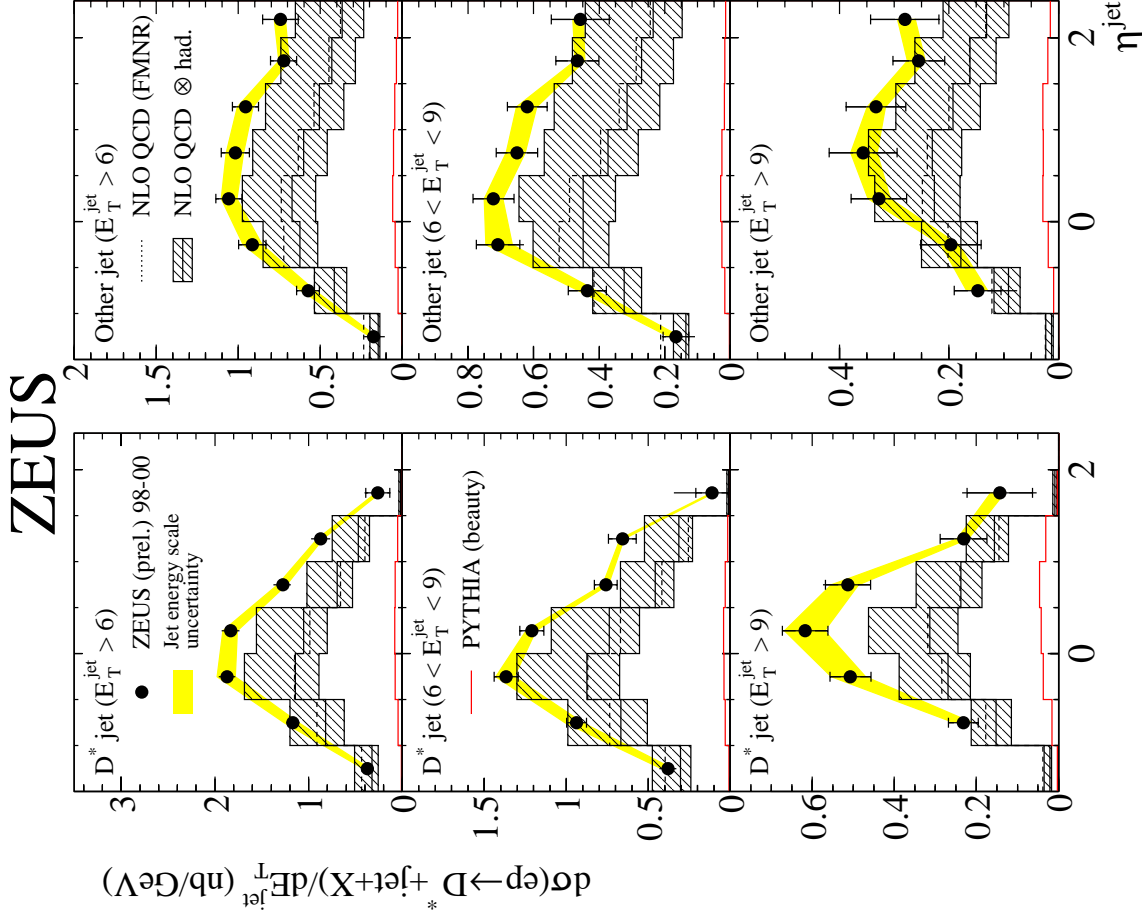 ZEUS
dσ(ep→D*+jet+X)/dE_T^jet (nb/GeV)
D* jet (E_T^jet > 6)
ZEUS (prel.) 98-00
Jet energy scale
uncertainty
3
2
1
0
Other jet (E_T^jet > 6)
NLO QCD (FMNR)
NLO QCD ⊗ had.
2
1.5
1
0.5
0
D* jet (6 < E_T^jet < 9)
PYTHIA (beauty)
1.5
1
0.5
0
Other jet (6 < E_T^jet < 9)
0.8
0.6
0.4
0.2
0
D* jet (E_T^jet > 9)
0.6
0.4
0.2
0
0
2
Other jet (E_T^jet > 9)
0.4
0.2
0
0
2
η^jet